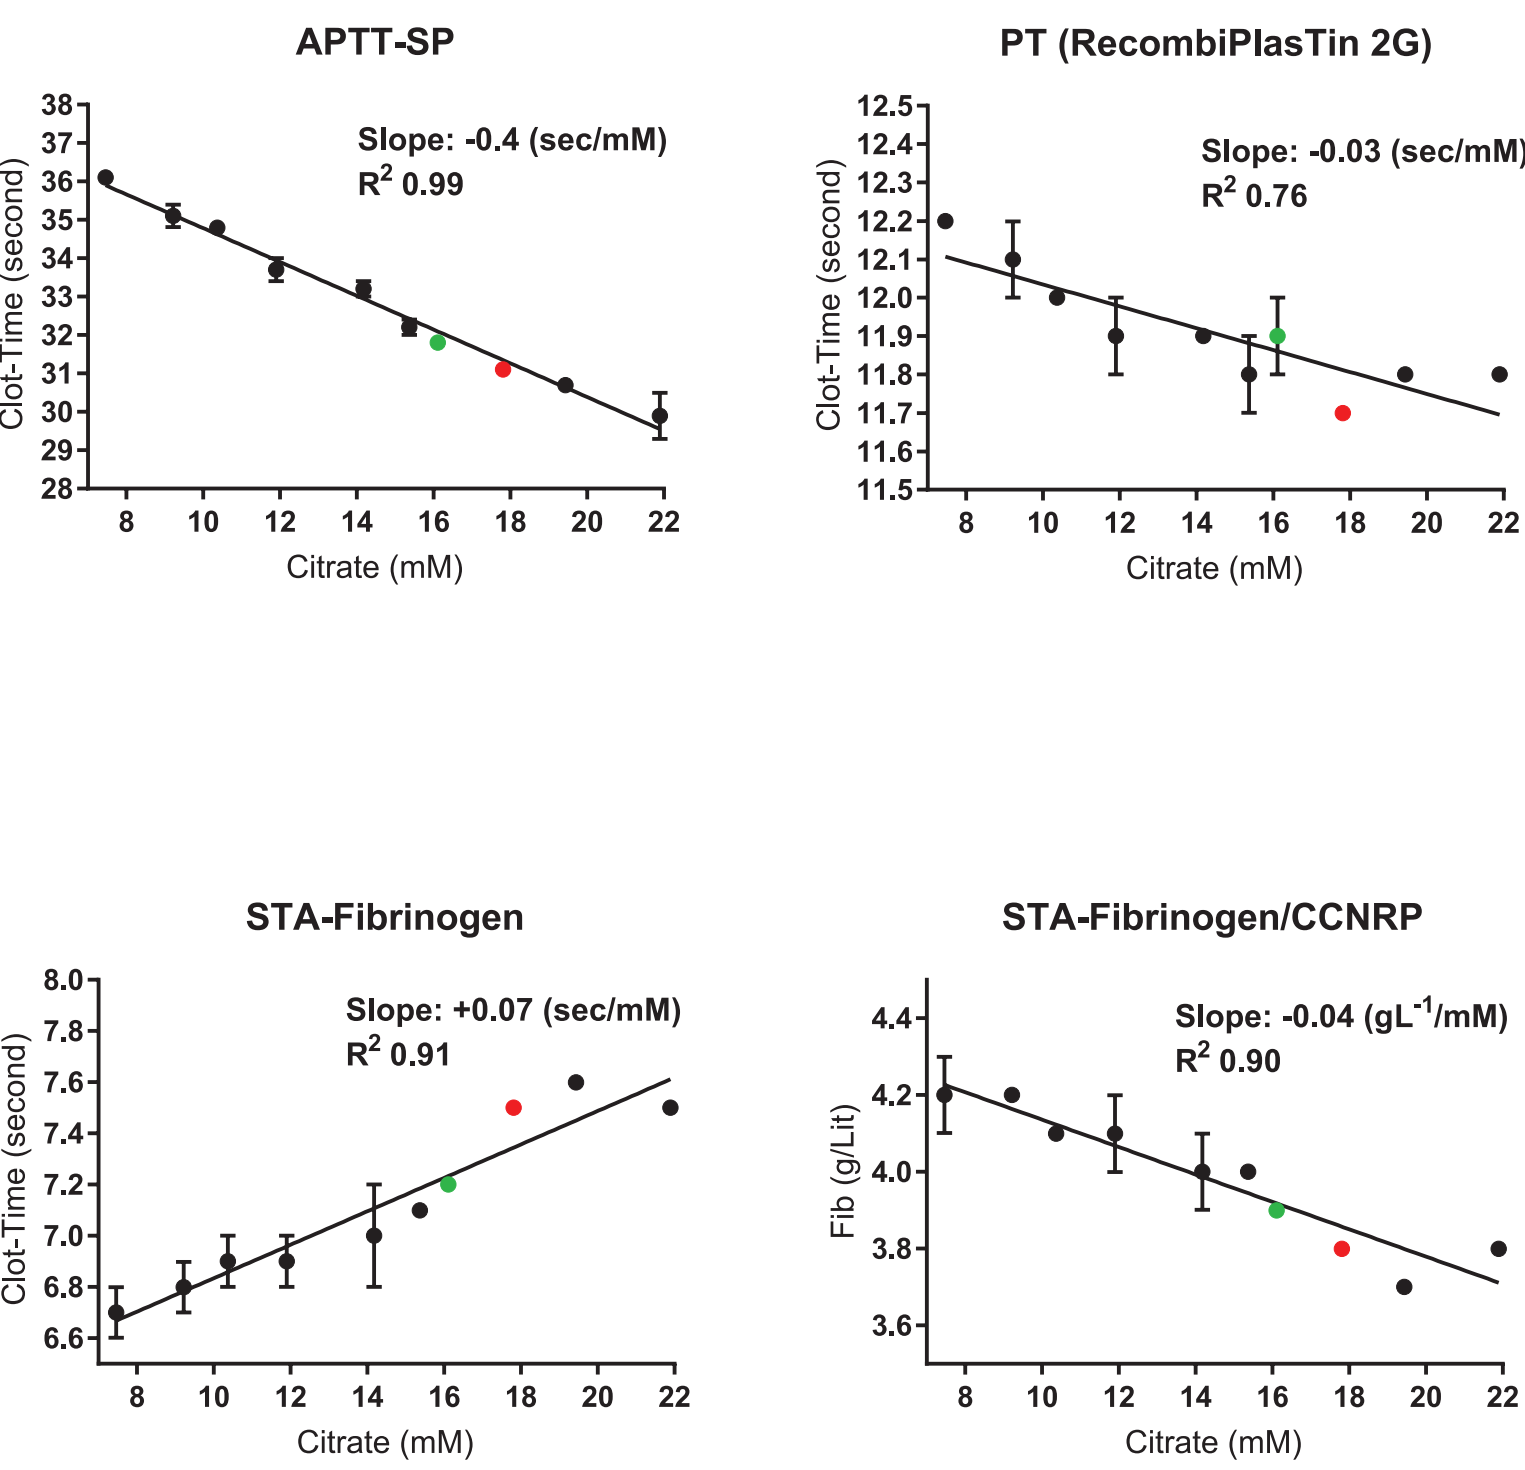 APTT-SP
38
37
36
35
34
33
32
31
30
29
28
Clot-Time (second)
Slope: -0.4 (sec/mM)
R² 0.99
8 10 12 14 16 18 20 22
Citrate (mM)
PT (RecombiPlasTin 2G)
12.5
12.4
12.3
12.2
12.1
12.0
11.9
11.8
11.7
11.6
11.5
Clot-Time (second)
Slope: -0.03 (sec/mM)
R² 0.76
8 10 12 14 16 18 20 22
Citrate (mM)
STA-Fibrinogen
8.0
7.8
7.6
7.4
7.2
7.0
6.8
6.6
Clot-Time (second)
Slope: +0.07 (sec/mM)
R² 0.91
8 10 12 14 16 18 20 22
Citrate (mM)
STA-Fibrinogen/CCNRP
4.4
4.2
4.0
3.8
3.6
Fib (g/Lit)
Slope: -0.04 (gL⁻¹/mM)
R² 0.90
8 10 12 14 16 18 20 22
Citrate (mM)